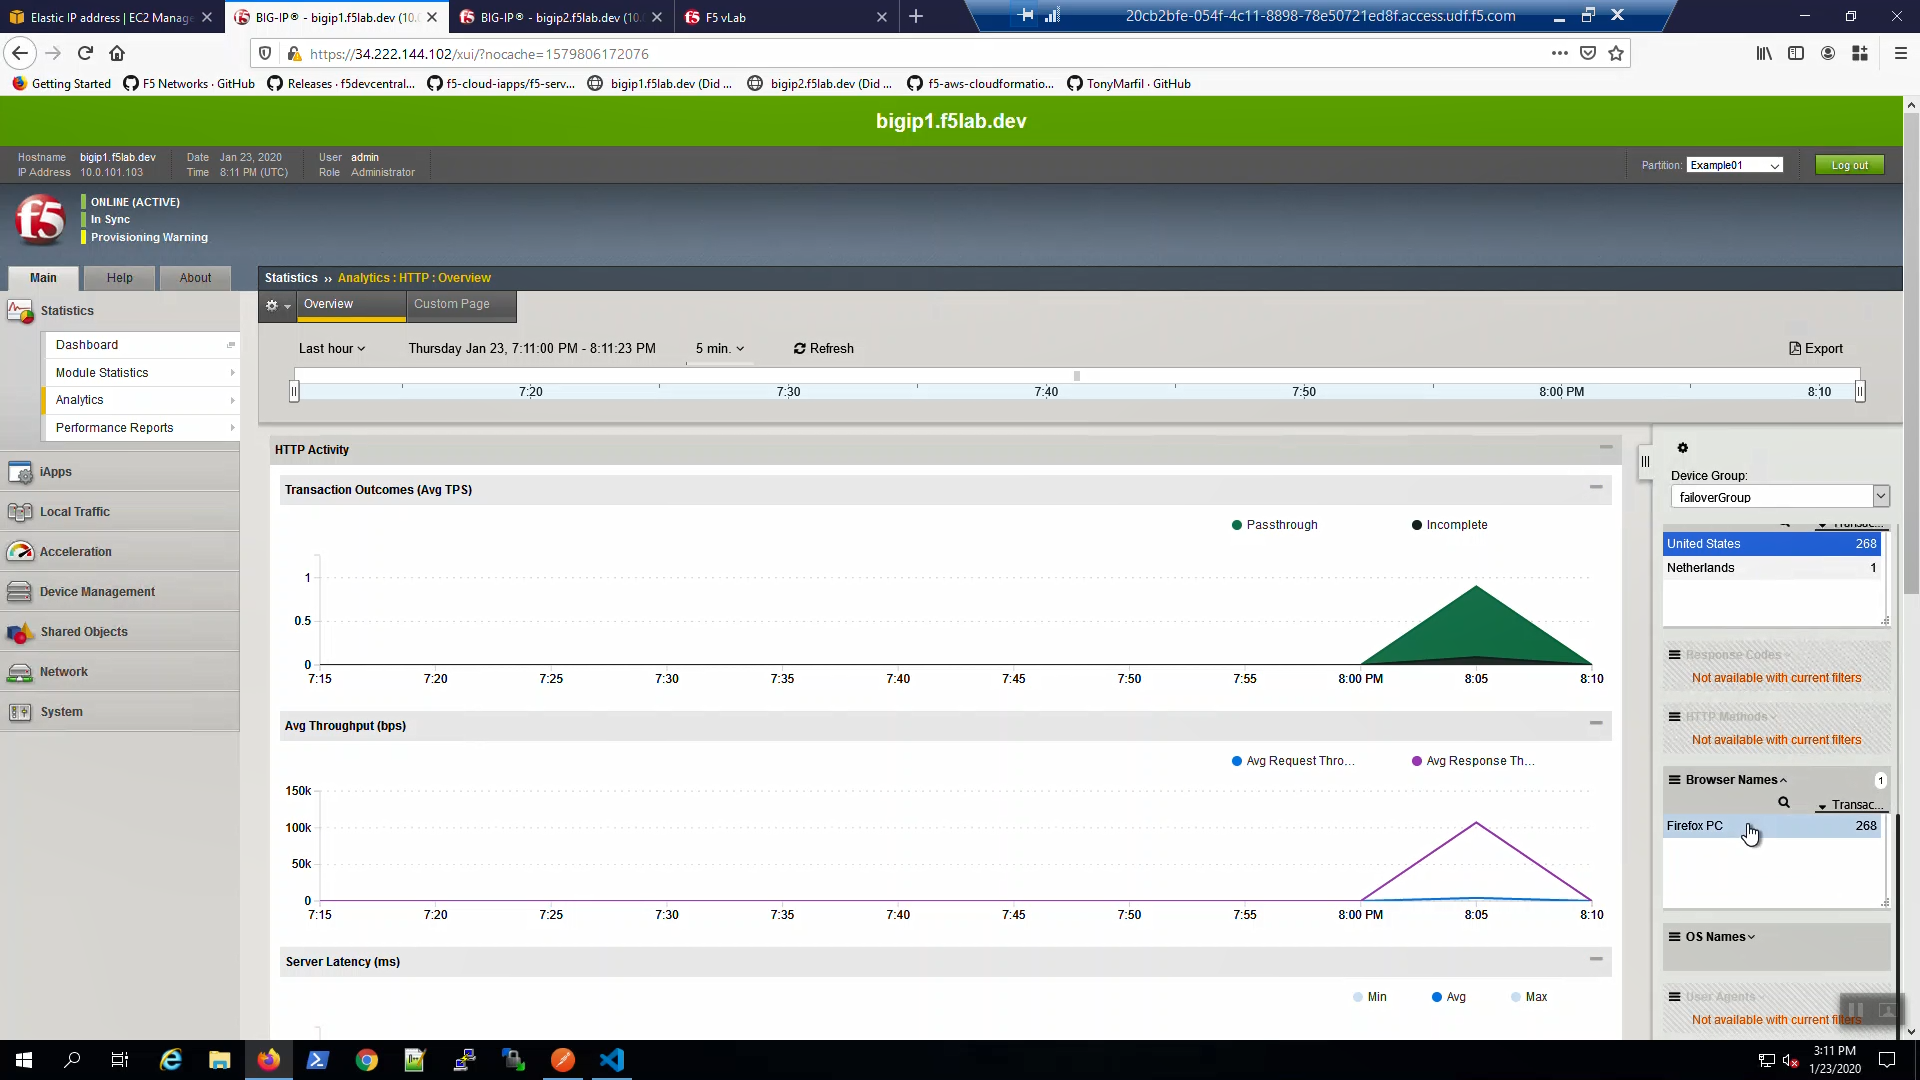 Elastic IP address | EC2 Manage
BIG-IP® - bigip1.f5lab.dev (10.
BIG-IP® - bigip2.f5lab.dev (10.
F5 vLab
20cb2bfe-054f-4c11-8898-78e50721ed8f.access.udf.f5.com
https://34.222.144.102/xui/?nocache=1579806172076
Getting Started
F5 Networks · GitHub
Releases · f5devcentral...
f5-cloud-iapps/f5-serv...
bigip1.f5lab.dev (Did ...
bigip2.f5lab.dev (Did ...
f5-aws-cloudformatio...
TonyMarfil · GitHub
bigip1.f5lab.dev
Hostname bigip1.f5lab.dev Date Jan 23, 2020 User admin
IP Address 10.0.101.103 Time 8:11 PM (UTC) Role Administrator
Partition: Example01
Log out
f5
ONLINE (ACTIVE)
In Sync
Provisioning Warning
Main Help About
Statistics ›› Analytics : HTTP : Overview
Overview Custom Page
Statistics
Dashboard
Module Statistics
Analytics
Performance Reports
iApps
Local Traffic
Acceleration
Device Management
Shared Objects
Network
System
Last hour Thursday Jan 23, 7:11:00 PM - 8:11:23 PM 5 min. Refresh Export
7:20 7:30 7:40 7:50 8:00 PM 8:10
HTTP Activity
Transaction Outcomes (Avg TPS)
Passthrough Incomplete
1
0.5
0
7:15 7:20 7:25 7:30 7:35 7:40 7:45 7:50 7:55 8:00 PM 8:05 8:10
Avg Throughput (bps)
Avg Request Thro... Avg Response Th...
150k
100k
50k
0
7:15 7:20 7:25 7:30 7:35 7:40 7:45 7:50 7:55 8:00 PM 8:05 8:10
Server Latency (ms)
Min Avg Max
Device Group:
failoverGroup
Transac...
United States 268
Netherlands 1
Response Codes
Not available with current filters
HTTP Methods
Not available with current filters
Browser Names 1
Transac...
Firefox PC 268
OS Names
User Agents
Not available with current filters
3:11 PM
1/23/2020